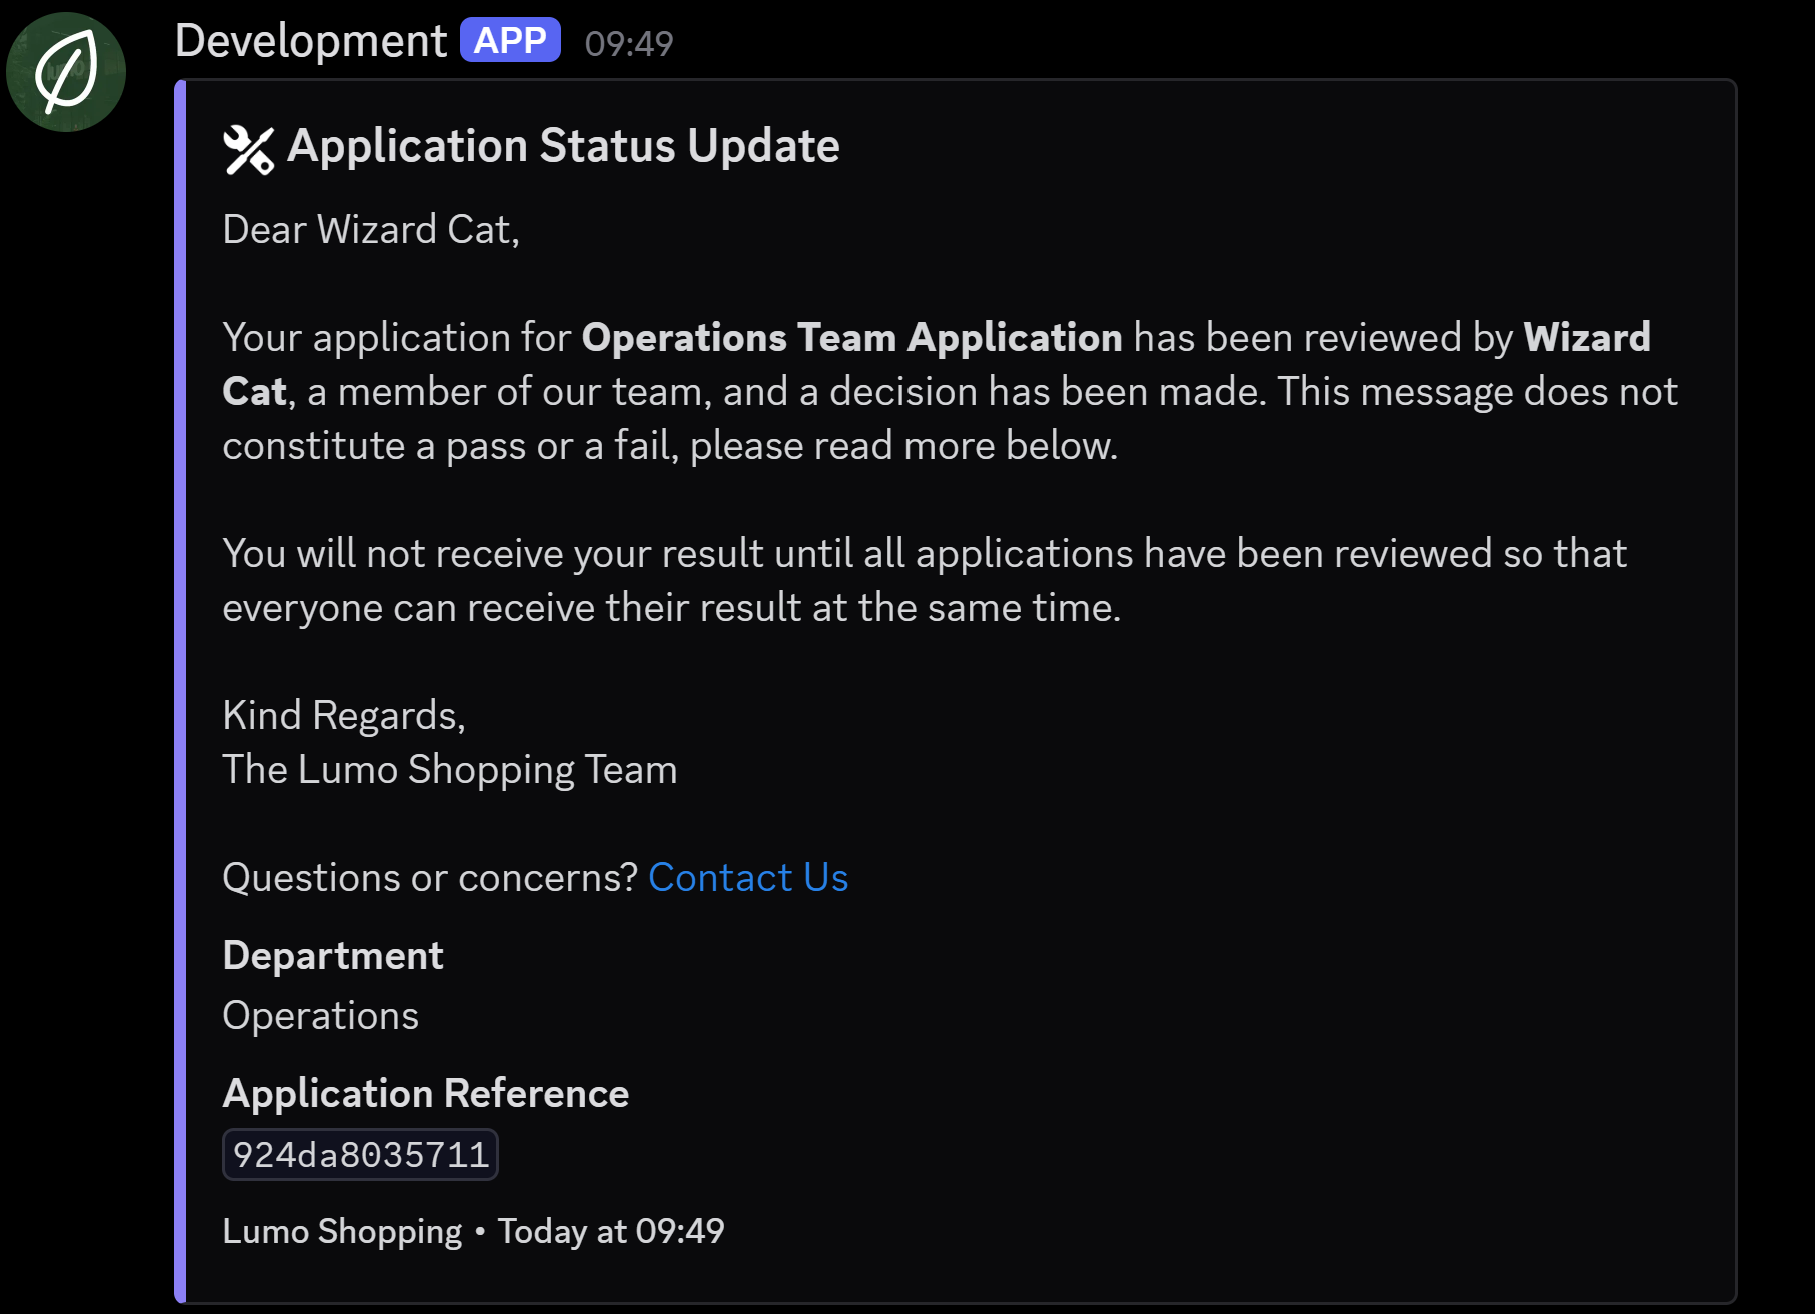 Development APP 09:49
Application Status Update
Dear Wizard Cat,
Your application for Operations Team Application has been reviewed by Wizard
Cat, a member of our team, and a decision has been made. This message does not
constitute a pass or a fail, please read more below.
You will not receive your result until all applications have been reviewed so that
everyone can receive their result at the same time.
Kind Regards,
The Lumo Shopping Team
Questions or concerns? Contact Us
Department
Operations
Application Reference
924da8035711
Lumo Shopping • Today at 09:49